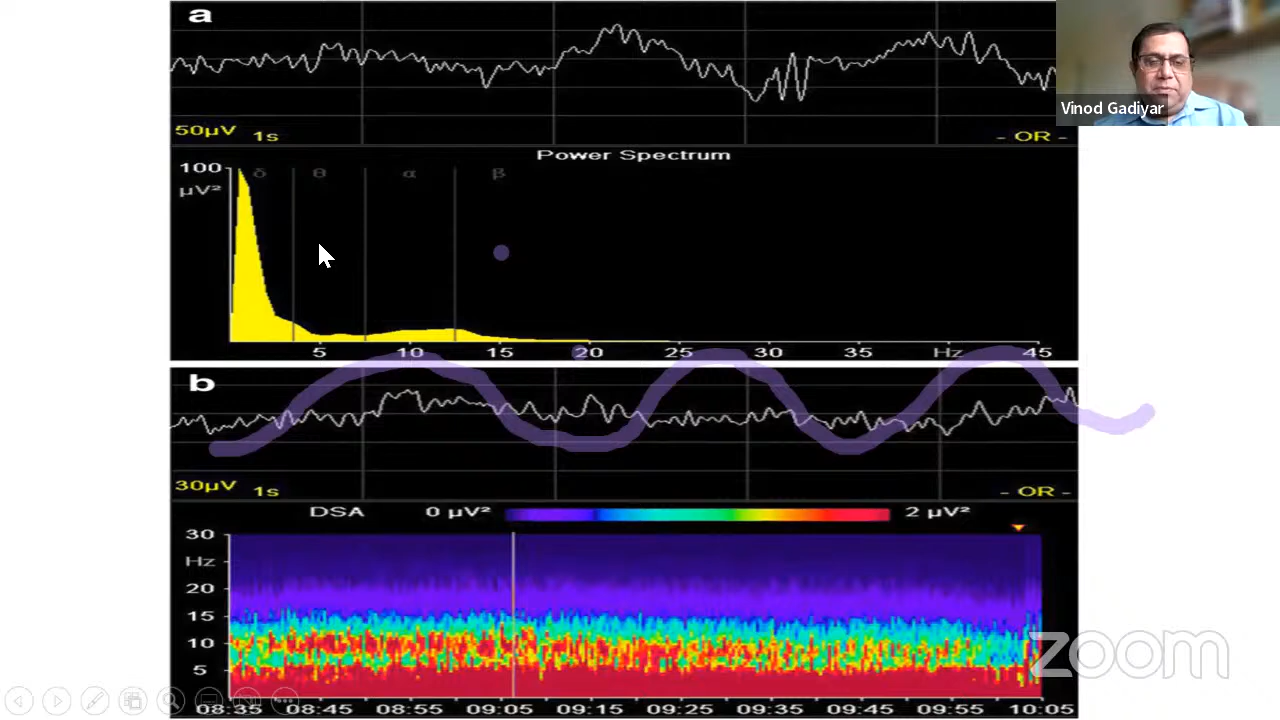 a
Vinod Gadiyar
50µV 1s - OR -
Power Spectrum
100
µV²
δ θ α β
5 10 15 20 25 30 35 Hz 45
b
30µV 1s - OR -
DSA 0 µV² 2 µV²
30
Hz
20
15
10
5
08:35 08:45 08:55 09:05 09:15 09:25 09:35 09:45 09:55 10:05
zoom